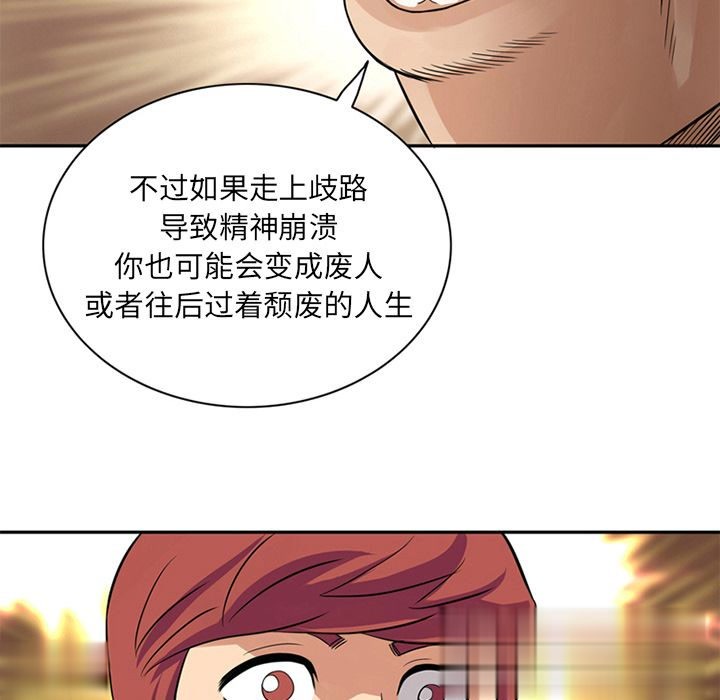 不过如果走上歧路
导致精神崩溃
你也可能会变成废人
或者往后过着颓废的人生